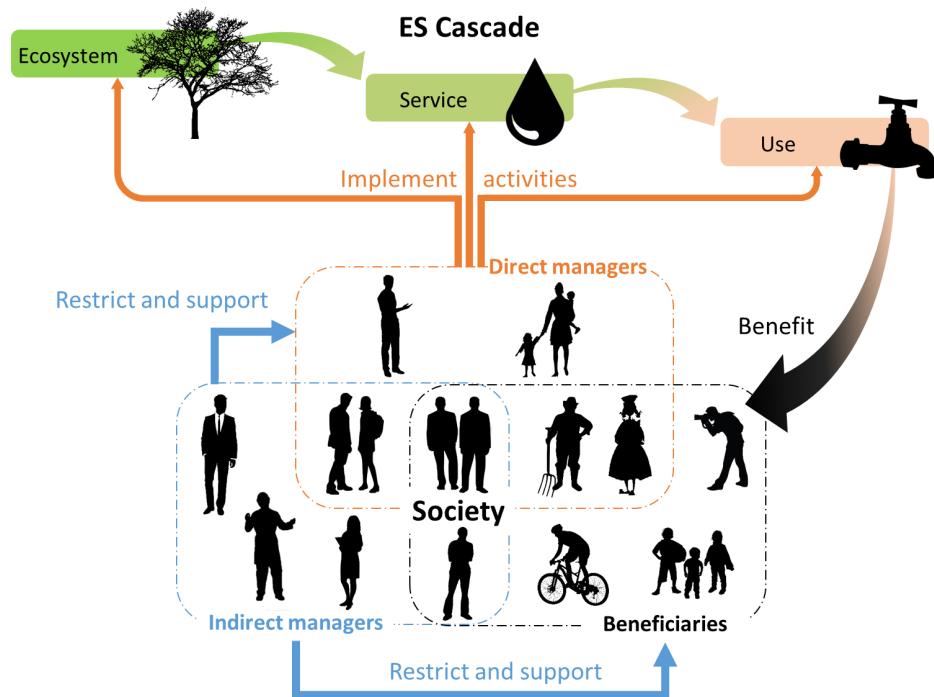 ES Cascade
Ecosystem
Service
Use
Implement activities
Direct managers
Restrict and support
Benefit
Society
Indirect managers
Beneficiaries
Restrict and support